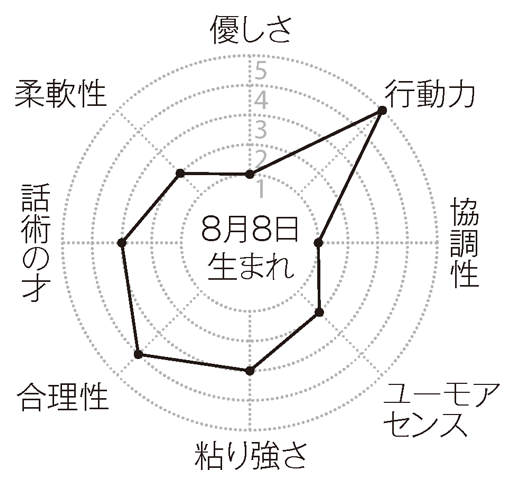 優しさ
行動力
協調性
ユーモア
センス
粘り強さ
合理性
話術の才
柔軟性
5
4
3
2
1
8月8日
生まれ